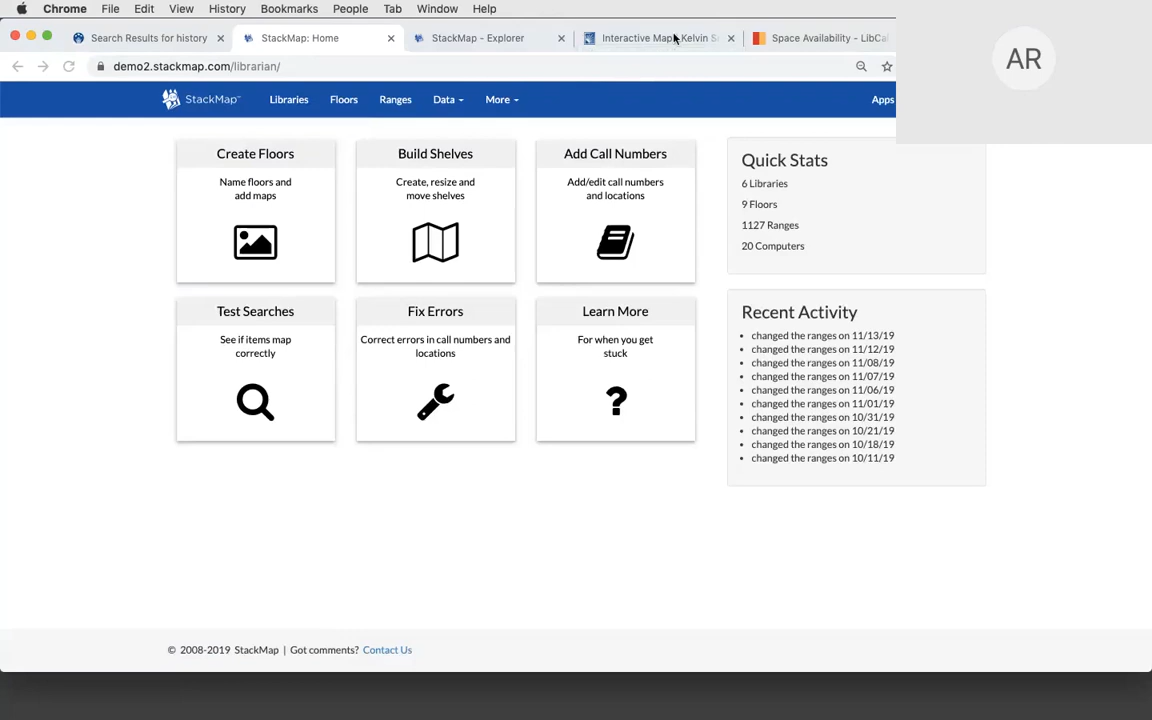 Chrome File Edit View History Bookmarks People Tab Window Help
Search Results for history
StackMap: Home
StackMap - Explorer
Interactive Map Kelvin S
Space Availability - LibCal
demo2.stackmap.com/librarian/
StackMap™ Libraries Floors Ranges Data More Apps
Create Floors
Name floors and
add maps
Build Shelves
Create, resize and
move shelves
Add Call Numbers
Add/edit call numbers
and locations
Test Searches
See if items map
correctly
Fix Errors
Correct errors in call numbers and
locations
Learn More
For when you get
stuck
?
Quick Stats
6 Libraries
9 Floors
1127 Ranges
20 Computers
Recent Activity
changed the ranges on 11/13/19
changed the ranges on 11/12/19
changed the ranges on 11/08/19
changed the ranges on 11/07/19
changed the ranges on 11/06/19
changed the ranges on 11/01/19
changed the ranges on 10/31/19
changed the ranges on 10/21/19
changed the ranges on 10/18/19
changed the ranges on 10/11/19
AR
© 2008-2019 StackMap | Got comments? Contact Us